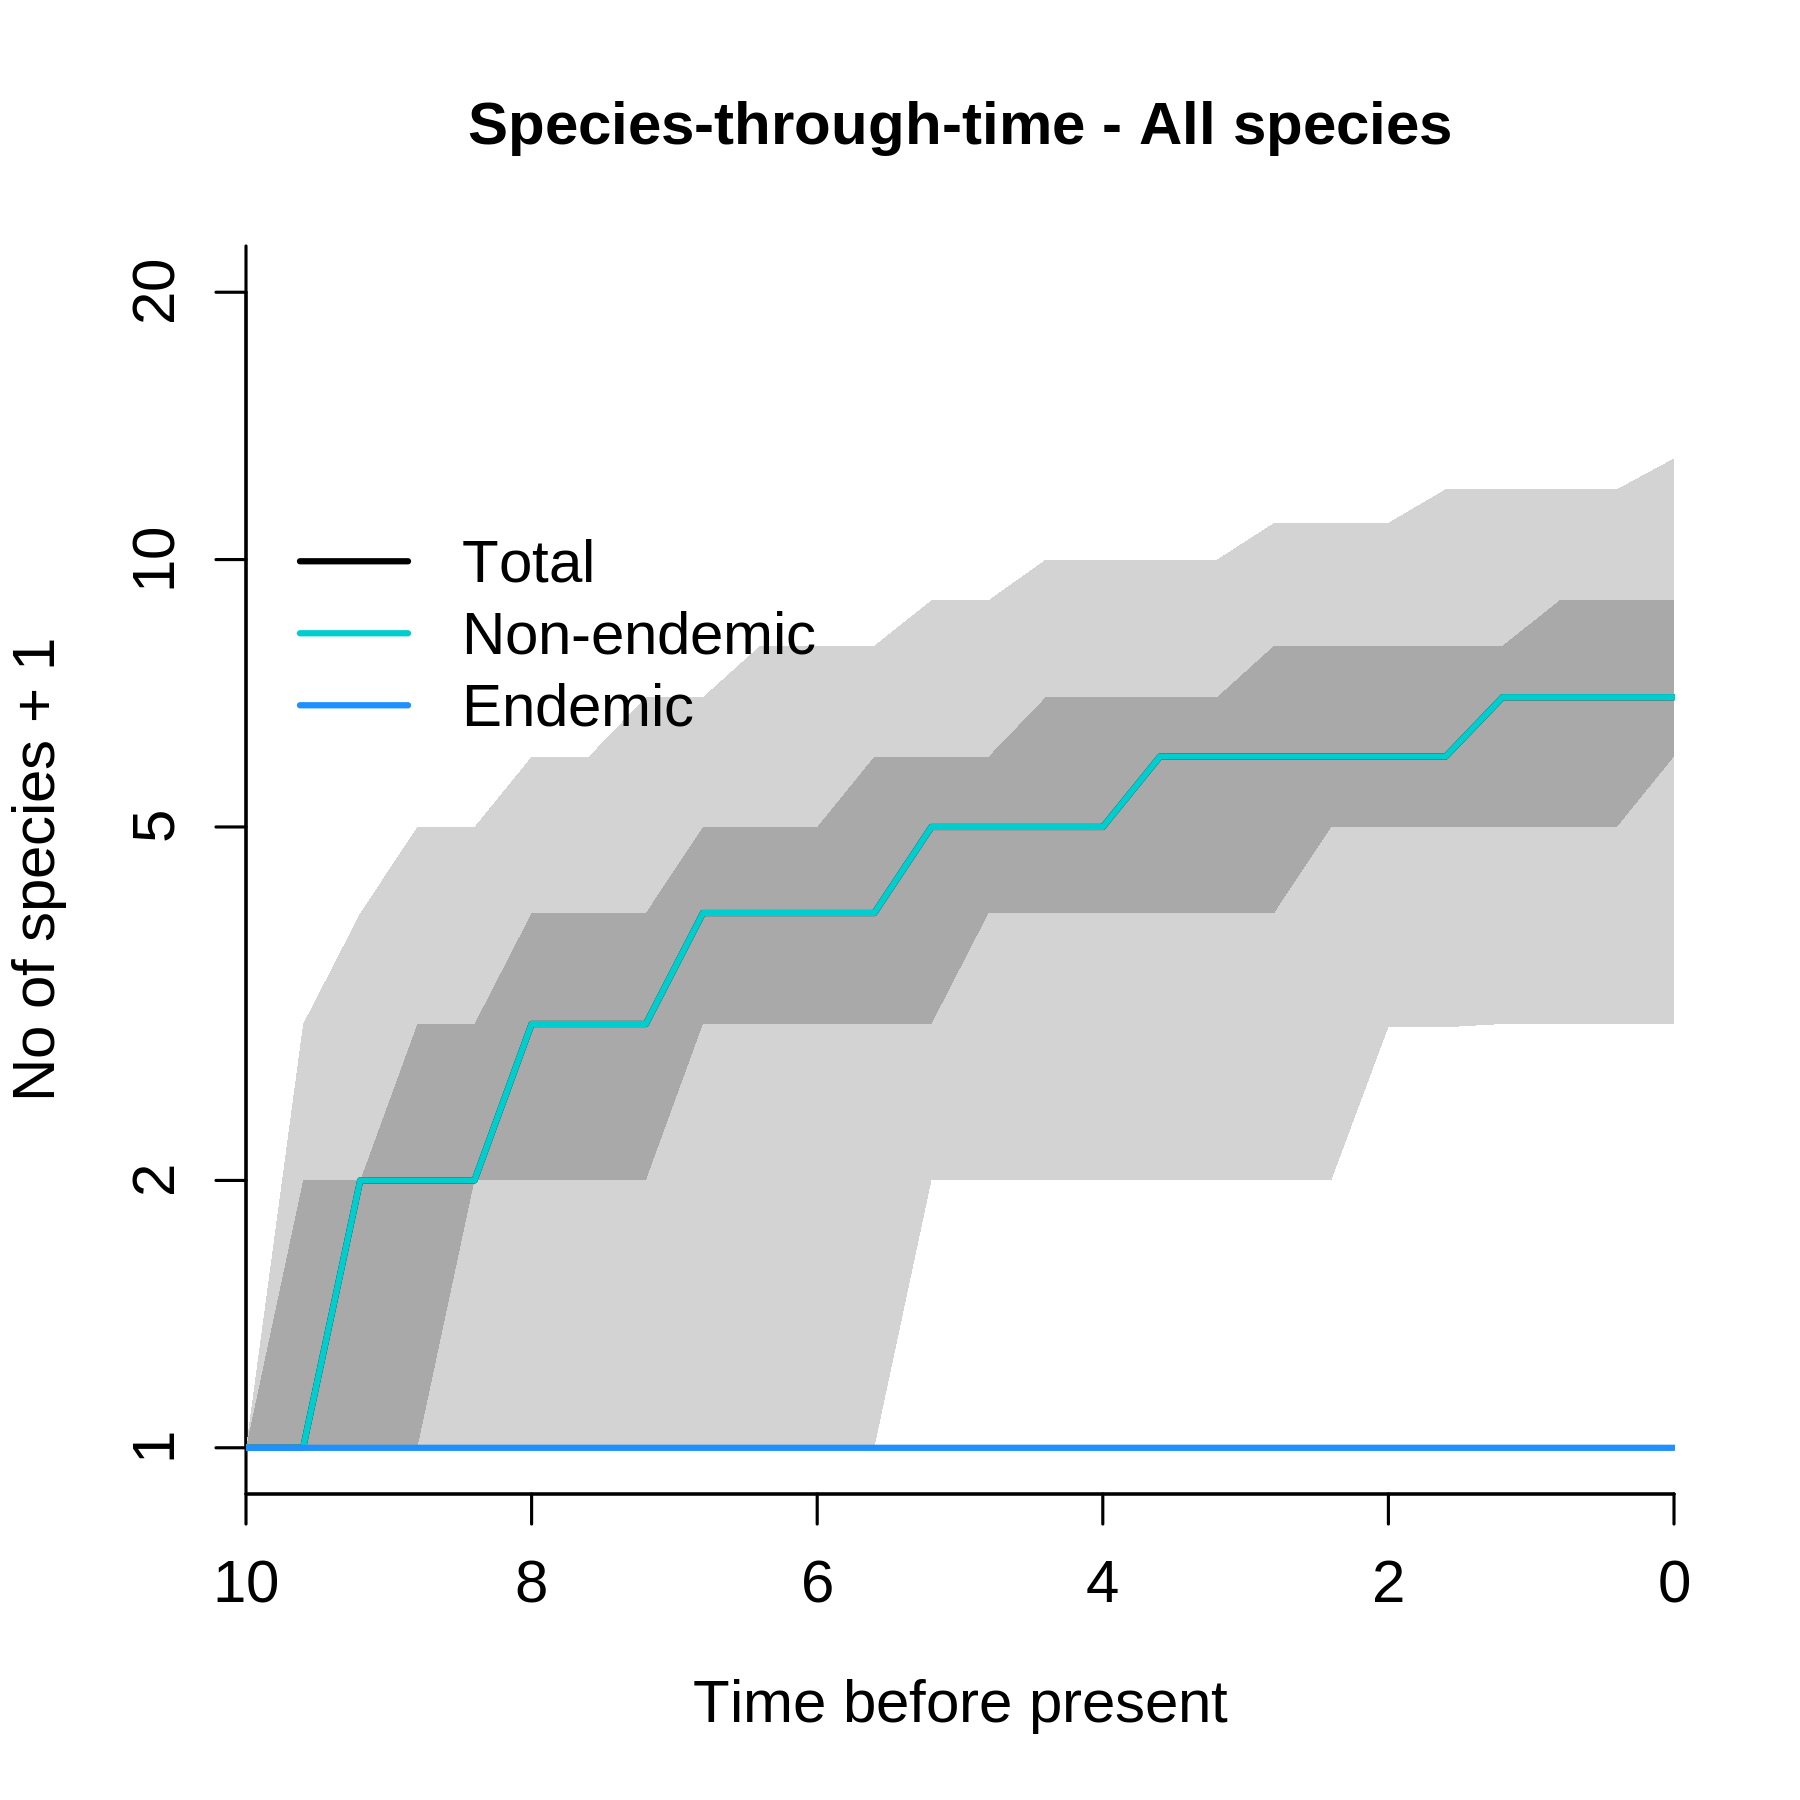 Species-through-time - All species
20
10
5
2
1
No of species + 1
Total
Non-endemic
Endemic
10 8 6 4 2 0
Time before present